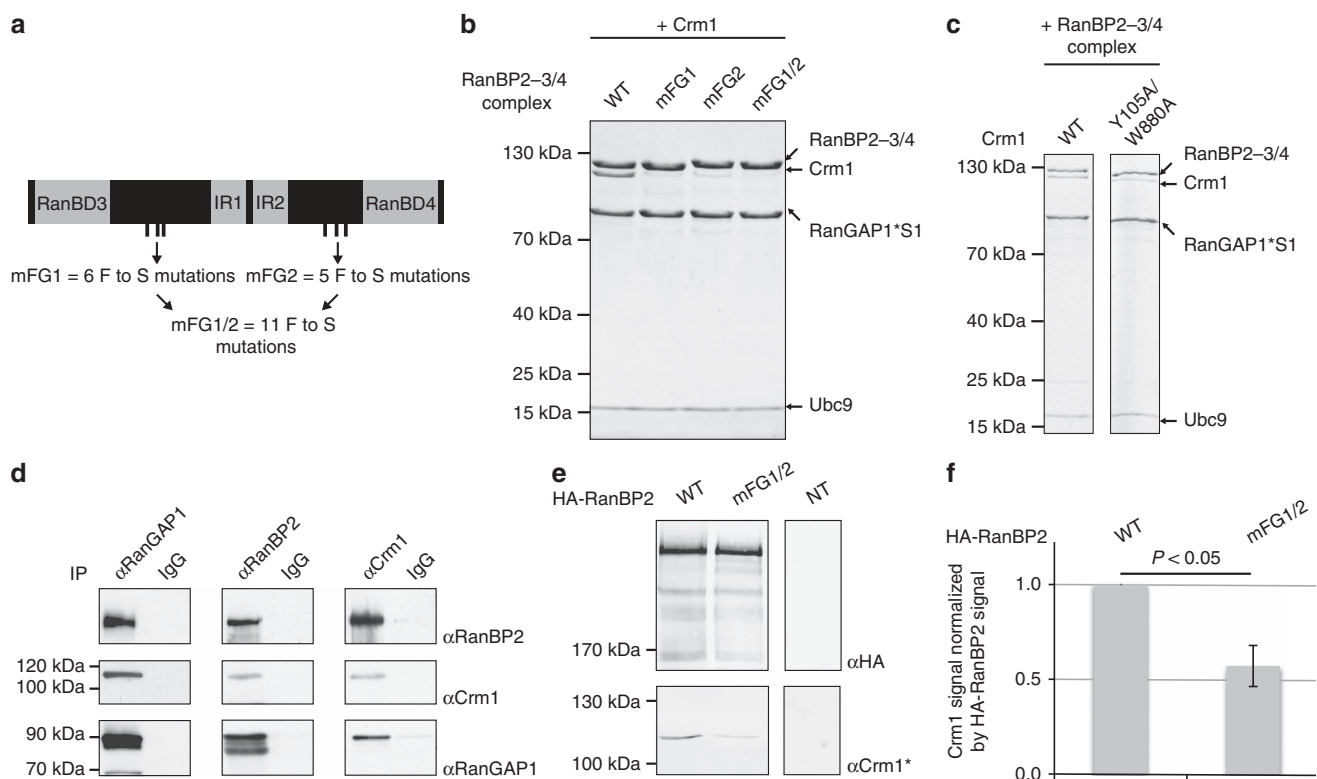 a
RanBD3
IR1
IR2
RanBD4
mFG1 = 6 F to S mutations
mFG2 = 5 F to S mutations
mFG1/2 = 11 F to S
mutations
b
+ Crm1
RanBP2–3/4
complex
WT
mFG1
mFG2
mFG1/2
130 kDa
70 kDa
40 kDa
25 kDa
15 kDa
RanBP2–3/4
Crm1
RanGAP1*S1
Ubc9
c
+ RanBP2–3/4
complex
Crm1
WT
Y105A/
W880A
130 kDa
70 kDa
40 kDa
25 kDa
15 kDa
RanBP2–3/4
Crm1
RanGAP1*S1
Ubc9
d
IP
αRanGAP1
IgG
αRanBP2
IgG
αCrm1
IgG
αRanBP2
120 kDa
100 kDa
αCrm1
90 kDa
70 kDa
αRanGAP1
e
HA-RanBP2
WT
mFG1/2
NT
170 kDa
αHA
130 kDa
100 kDa
αCrm1*
f
HA-RanBP2
WT
mFG1/2
P < 0.05
1.0
0.5
0.0
Crm1 signal normalized
by HA-RanBP2 signal